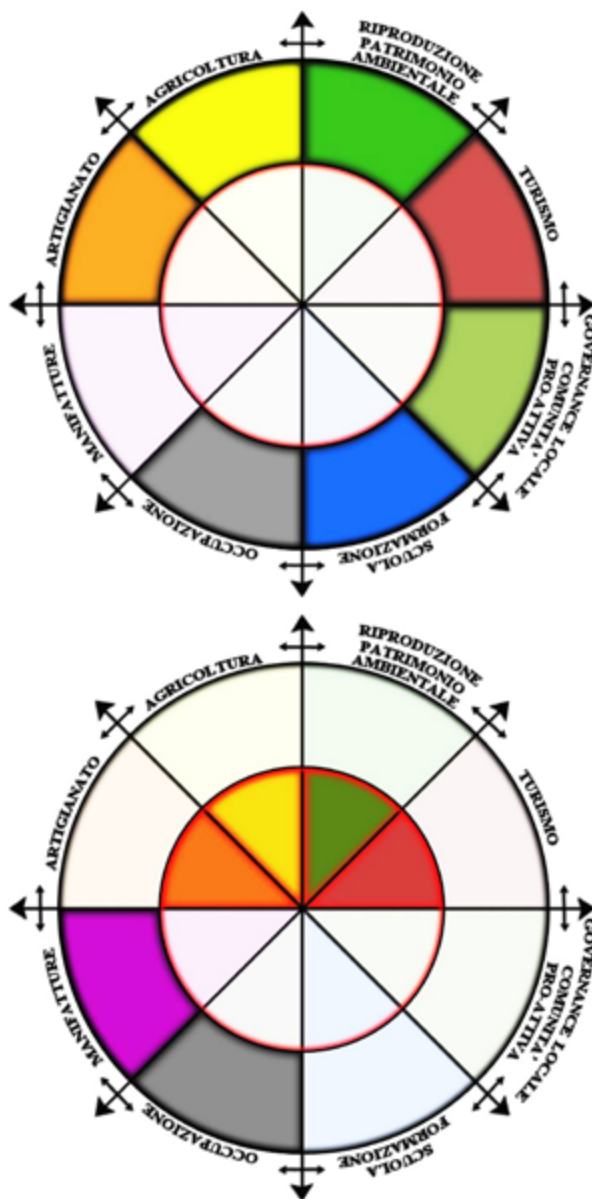 AGRICOLTURA
RIPRODUZIONE
PATRIMONIO
AMBIENTALE
ARTIGIANATO
TURISMO
MANIFATTURE
GOVERNANCE LOCALE
COMUNITA'
PRO-ATTIVA
OCCUPAZIONE
SCUOLA
FORMAZIONE
AGRICOLTURA
RIPRODUZIONE
PATRIMONIO
AMBIENTALE
ARTIGIANATO
TURISMO
MANIFATTURE
GOVERNANCE LOCALE
COMUNITA'
PRO-ATTIVA
OCCUPAZIONE
SCUOLA
FORMAZIONE